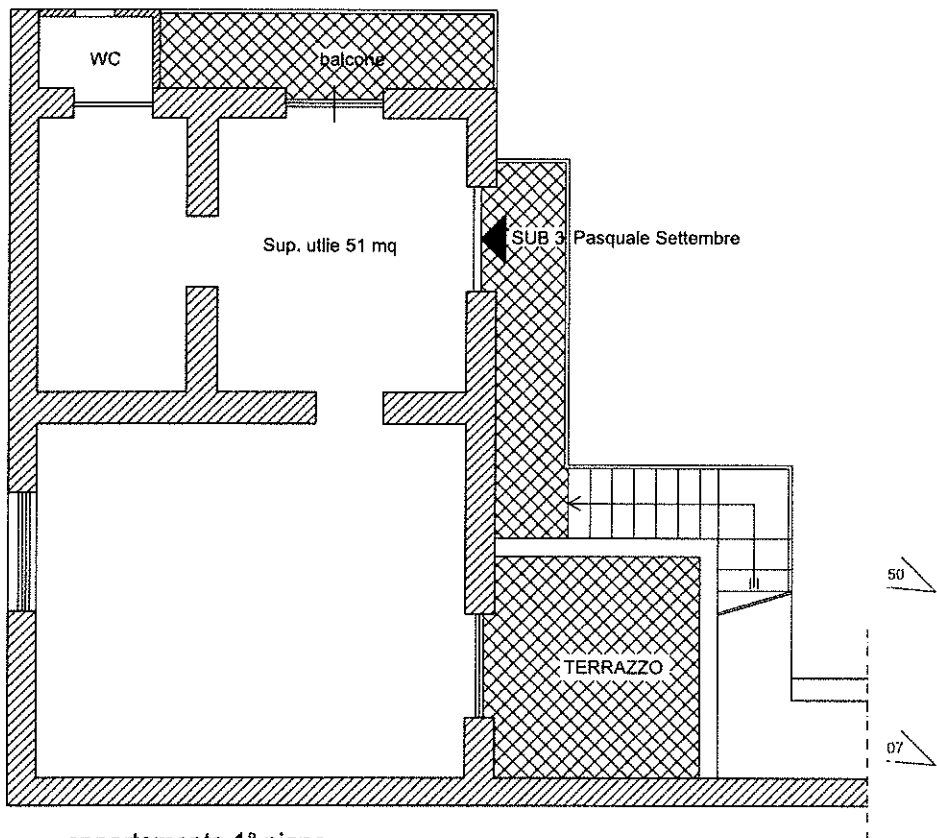 WC
balcone
Sup. utlie 51 mq
SUB 3 Pasquale Settembre
50
TERRAZZO
07
appartamento 1° piano